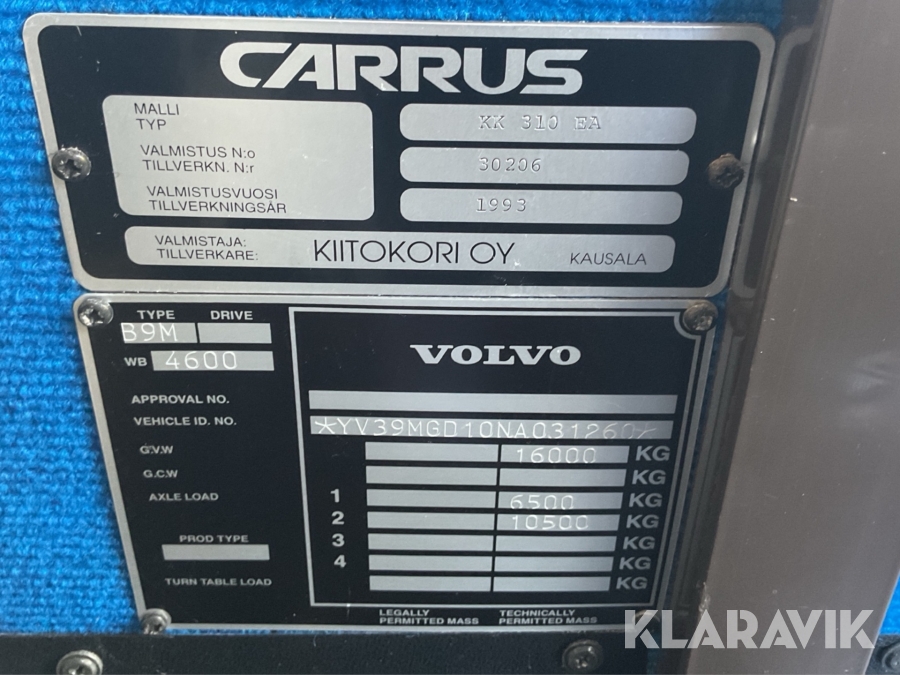 CARRUS
MALLI
TYP
KK 310 EA
VALMISTUS N:o
TILLVERKN. N:r
30206
VALMISTUSVUOSI
TILLVERKNINGSÅR
1993
VALMISTAJA:
TILLVERKARE:
KIITOKORI OY KAUSALA
TYPE DRIVE
B9M
WB 4600
VOLVO
APPROVAL NO.
VEHICLE ID. NO. *YV39MGD10NA031260*
G.V.W 16000 KG
G.C.W KG
AXLE LOAD 1 6500 KG
2 10500 KG
3 KG
PROD TYPE
4 KG
TURN TABLE LOAD KG
LEGALLY PERMITTED MASS
TECHNICALLY PERMITTED MASS
KLARAVIK